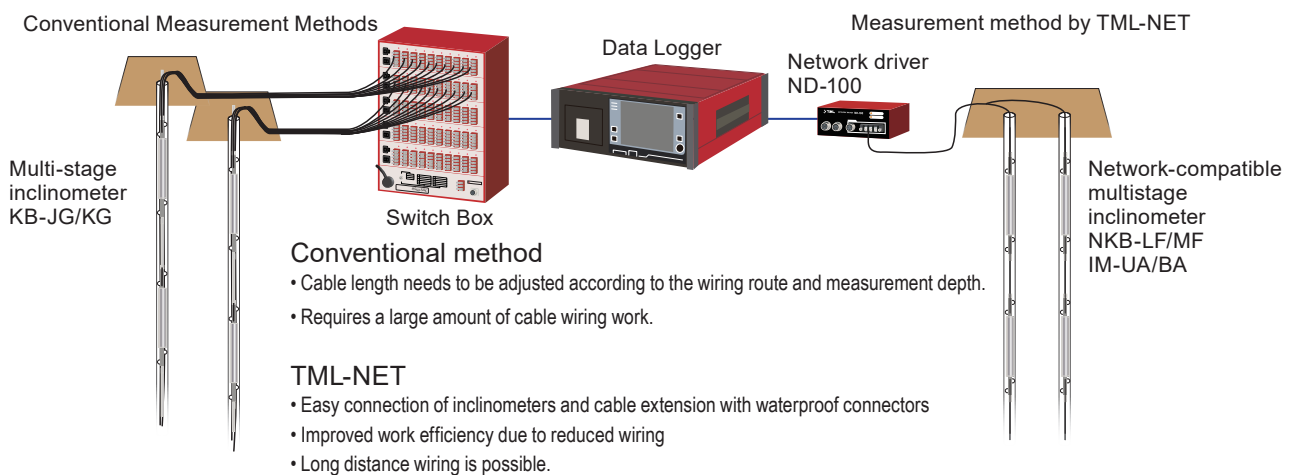 Conventional Measurement Methods
Measurement method by TML-NET
Data Logger
Network driver
ND-100
Multi-stage
inclinometer
KB-JG/KG
Switch Box
Network-compatible
multistage
inclinometer
NKB-LF/MF
IM-UA/BA
Conventional method
• Cable length needs to be adjusted according to the wiring route and measurement depth.
• Requires a large amount of cable wiring work.
TML-NET
• Easy connection of inclinometers and cable extension with waterproof connectors
• Improved work efficiency due to reduced wiring
• Long distance wiring is possible.